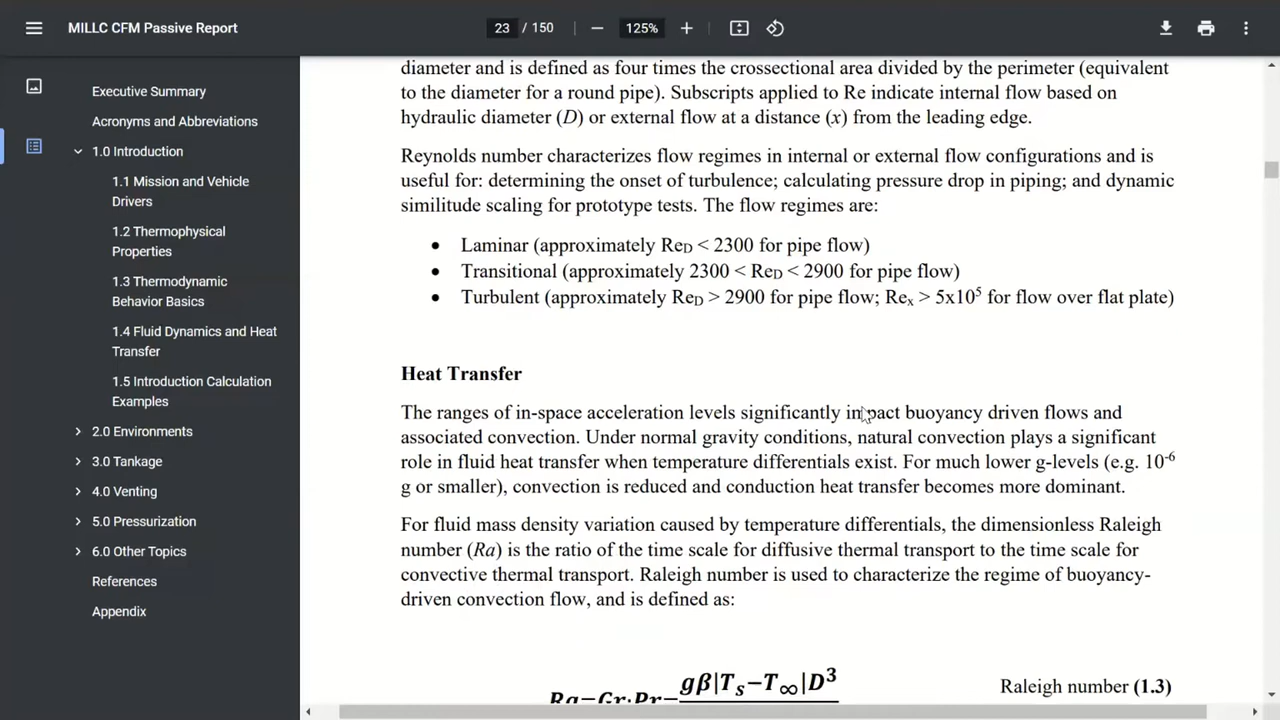 MILLC CFM Passive Report
23 / 150
125%
Executive Summary
Acronyms and Abbreviations
1.0 Introduction
1.1 Mission and Vehicle
Drivers
1.2 Thermophysical
Properties
1.3 Thermodynamic
Behavior Basics
1.4 Fluid Dynamics and Heat
Transfer
1.5 Introduction Calculation
Examples
2.0 Environments
3.0 Tankage
4.0 Venting
5.0 Pressurization
6.0 Other Topics
References
Appendix
diameter and is defined as four times the crossectional area divided by the perimeter (equivalent
to the diameter for a round pipe). Subscripts applied to Re indicate internal flow based on
hydraulic diameter (D) or external flow at a distance (x) from the leading edge.
Reynolds number characterizes flow regimes in internal or external flow configurations and is
useful for: determining the onset of turbulence; calculating pressure drop in piping; and dynamic
similitude scaling for prototype tests. The flow regimes are:
• Laminar (approximately ReD < 2300 for pipe flow)
• Transitional (approximately 2300 < ReD < 2900 for pipe flow)
• Turbulent (approximately ReD > 2900 for pipe flow; Rex > 5x10⁵ for flow over flat plate)
Heat Transfer
The ranges of in-space acceleration levels significantly impact buoyancy driven flows and
associated convection. Under normal gravity conditions, natural convection plays a significant
role in fluid heat transfer when temperature differentials exist. For much lower g-levels (e.g. 10⁻⁶
g or smaller), convection is reduced and conduction heat transfer becomes more dominant.
For fluid mass density variation caused by temperature differentials, the dimensionless Raleigh
number (Ra) is the ratio of the time scale for diffusive thermal transport to the time scale for
convective thermal transport. Raleigh number is used to characterize the regime of buoyancy-
driven convection flow, and is defined as:
Ra=Gr·Pr= gβ|Ts−T∞|D³ Raleigh number (1.3)